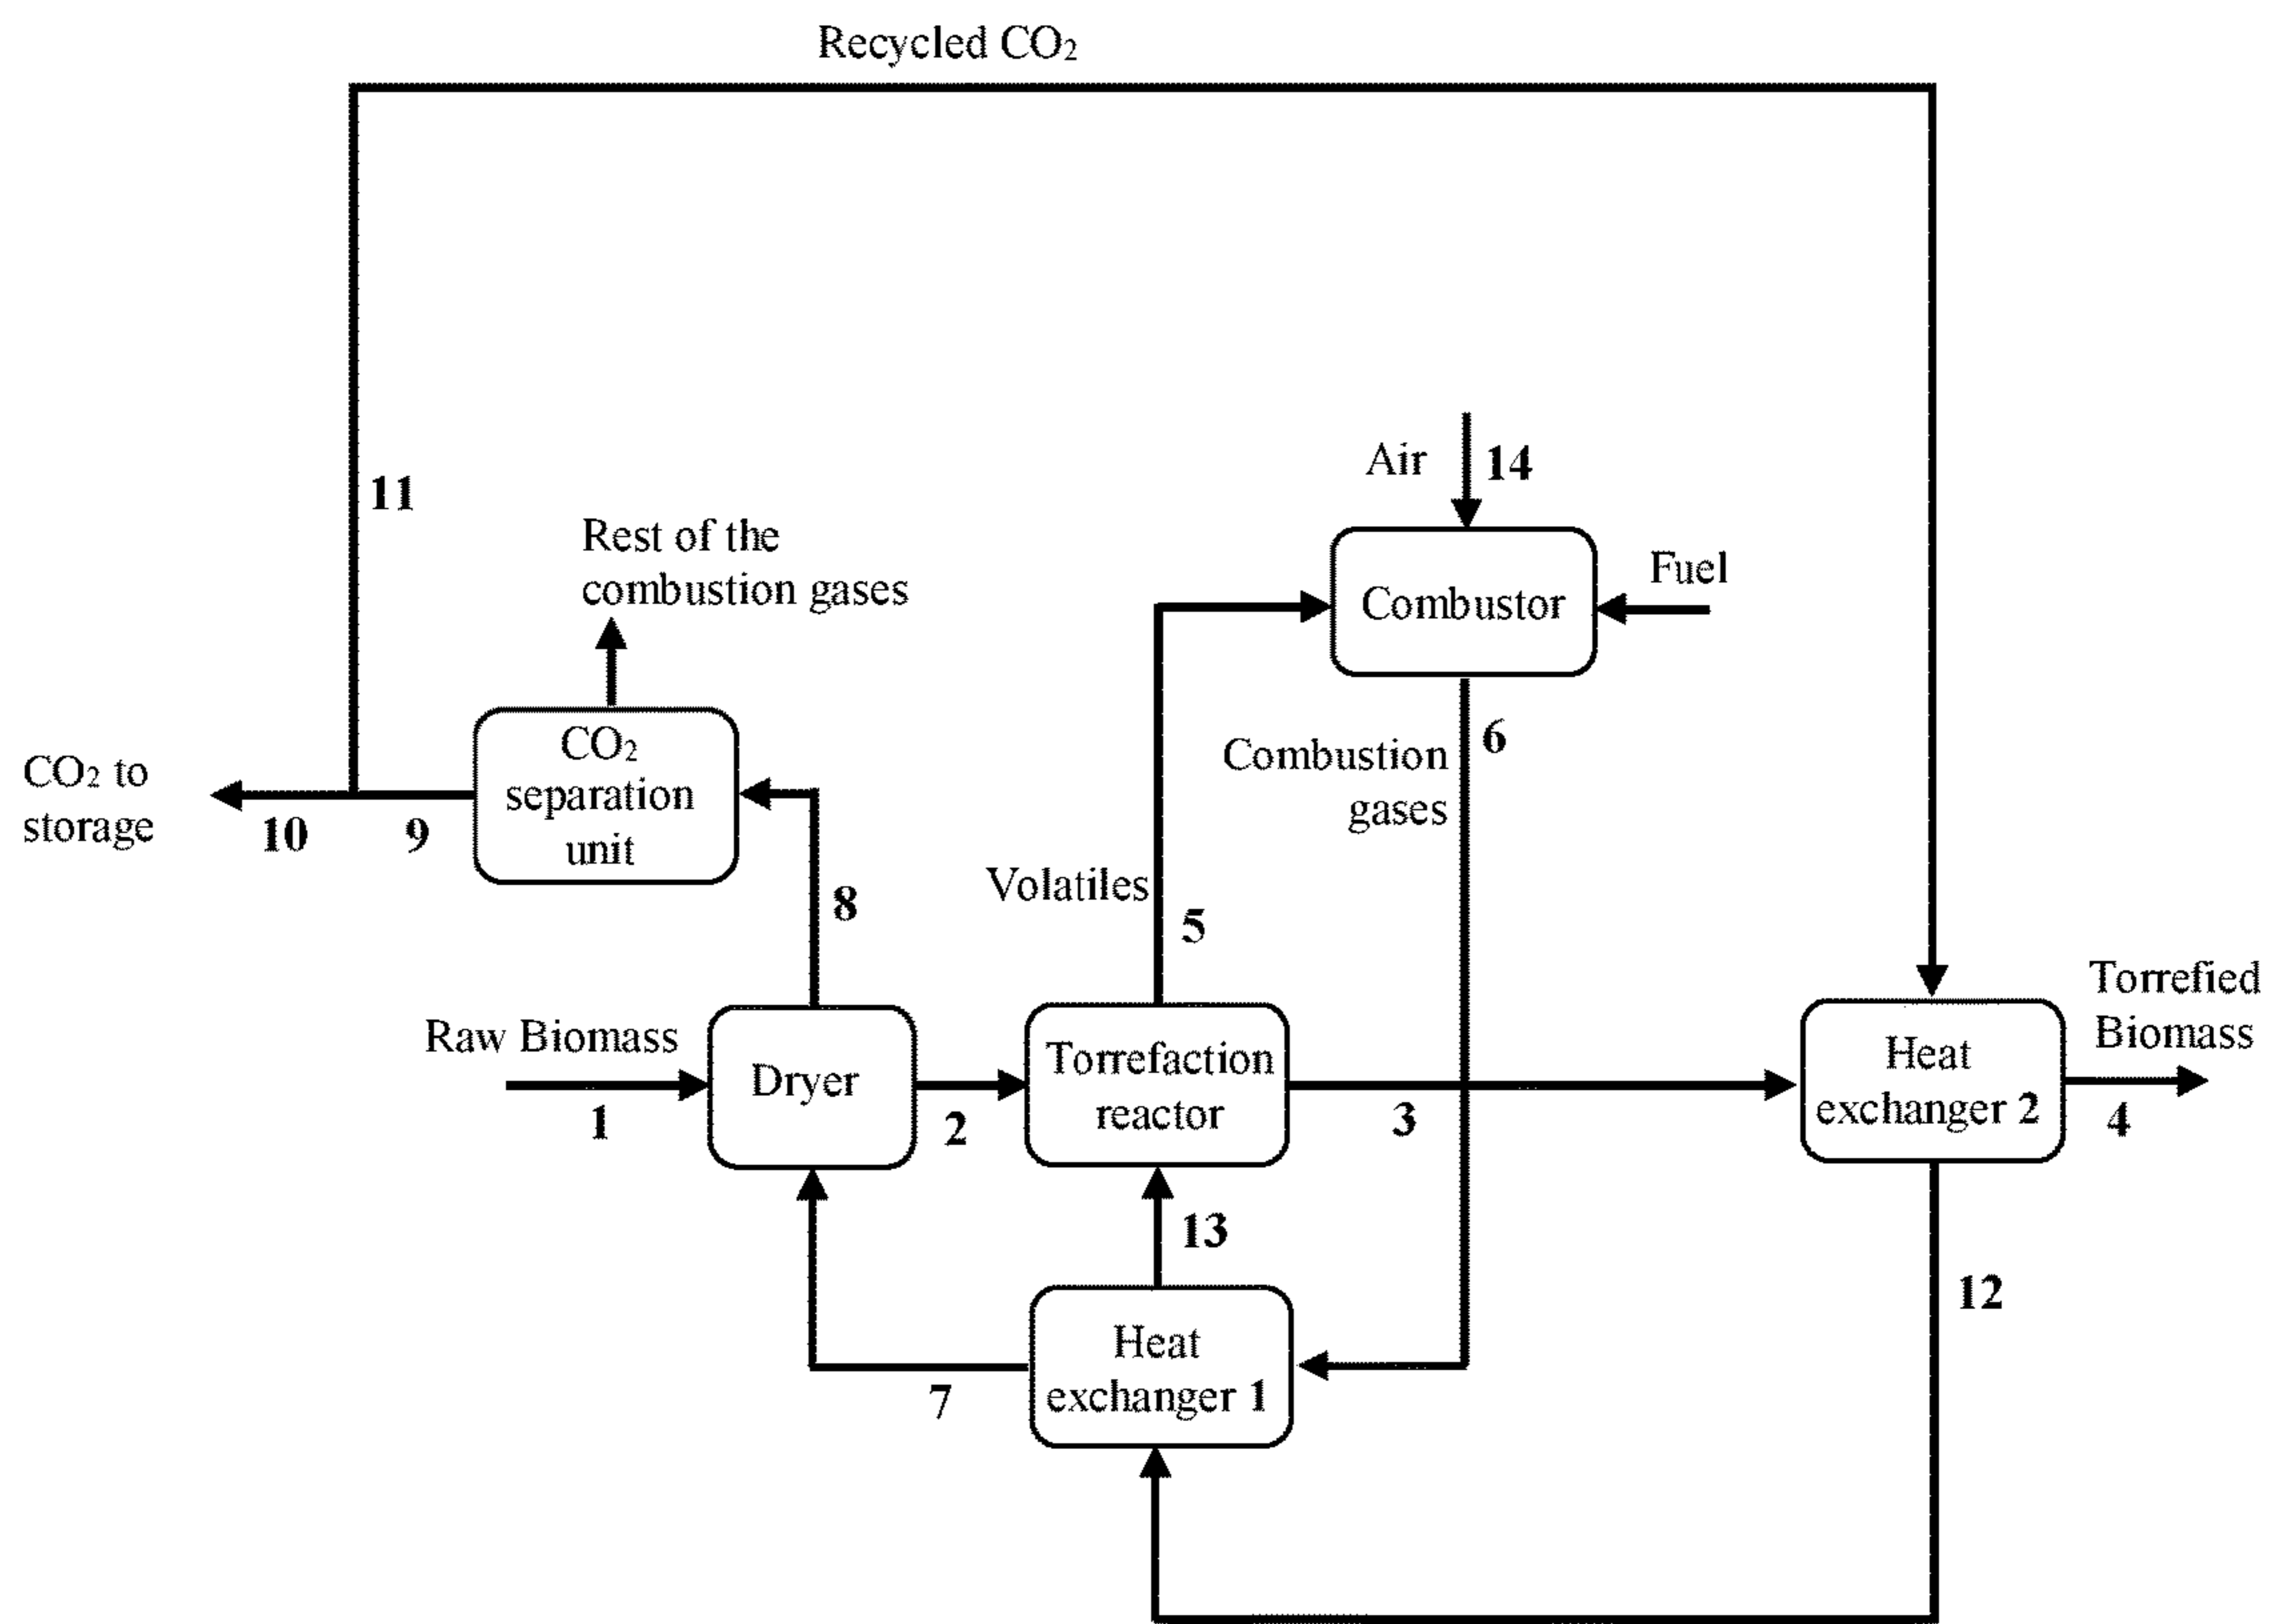 Recycled CO₂
11
Air
14
Rest of the
combustion gases
Fuel
Combustor
CO₂
separation
unit
CO₂ to
storage
10
9
6
Combustion
gases
8
Volatiles
5
Raw Biomass
1
Dryer
2
Torrefaction
reactor
3
Heat
exchanger 2
Torrefied
Biomass
4
13
12
7
Heat
exchanger 1